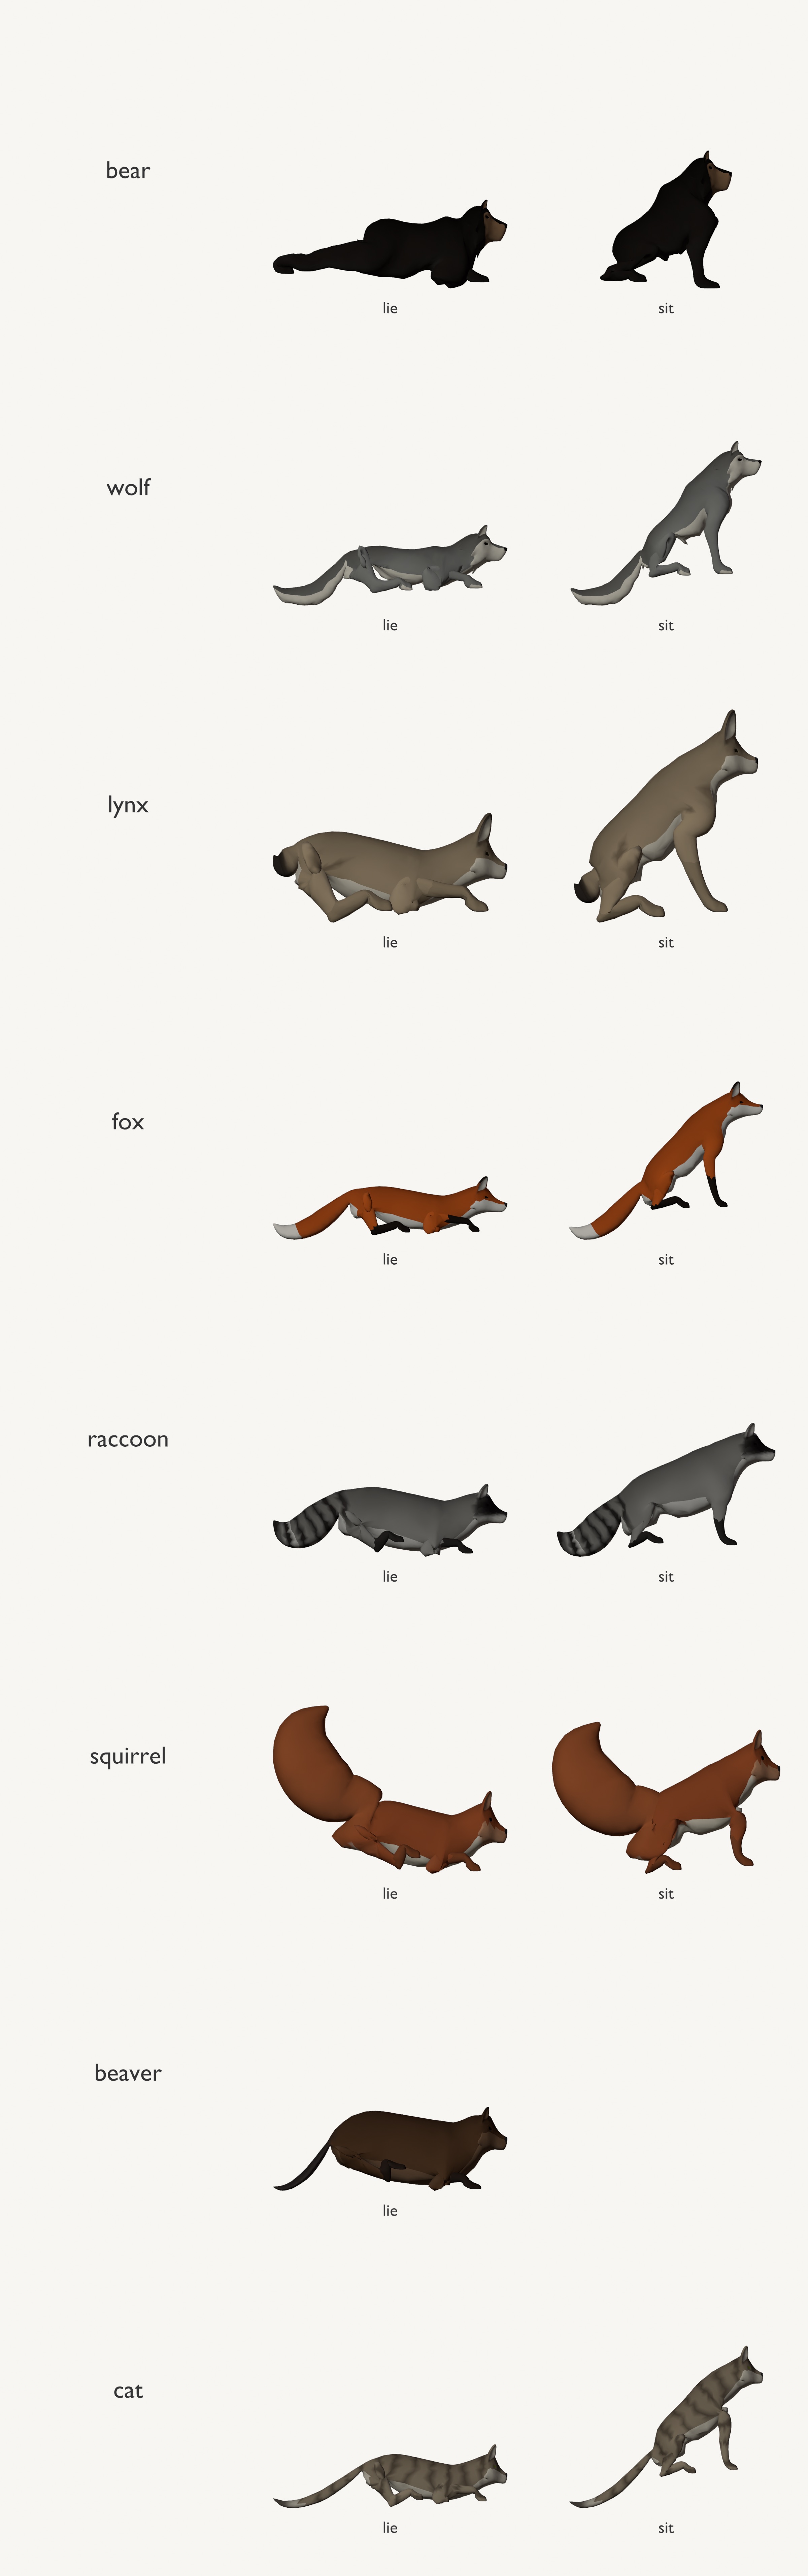 bear
lie
sit
wolf
lie
sit
lynx
lie
sit
fox
lie
sit
raccoon
lie
sit
squirrel
lie
sit
beaver
lie
cat
lie
sit